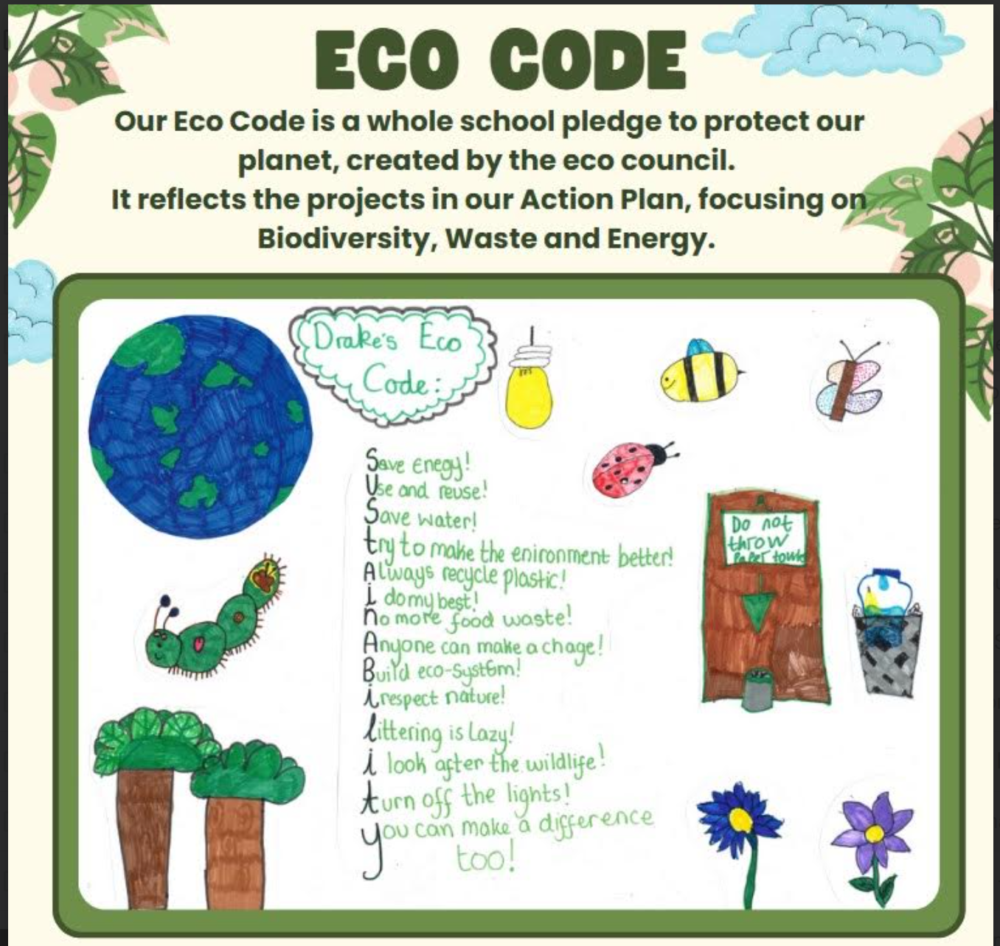 ECO CODE
Our Eco Code is a whole school pledge to protect our
planet, created by the eco council.
It reflects the projects in our Action Plan, focusing on
Biodiversity, Waste and Energy.
Drake's Eco
Code:
Save enegy!
Use and reuse!
Save water!
try to make the enironment better!
Always recycle plastic!
i do my best!
no more food waste!
Anyone can make a chage!
Build eco-system!
i respect nature!
littering is Lazy!
i look after the wildlife!
turn off the lights!
you can make a difference
too!
Do not
throw
PaPer towls